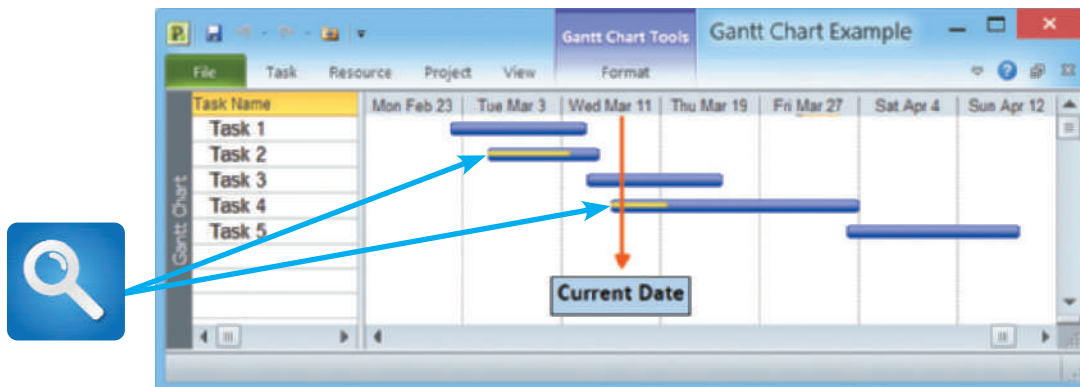 Gantt Chart Tools
Gantt Chart Example
File Task Resource Project View Format
Task Name Mon Feb 23 Tue Mar 3 Wed Mar 11 Thu Mar 19 Fri Mar 27 Sat Apr 4 Sun Apr 12
Task 1
Task 2
Task 3
Task 4
Task 5
Gantt Chart
Current Date